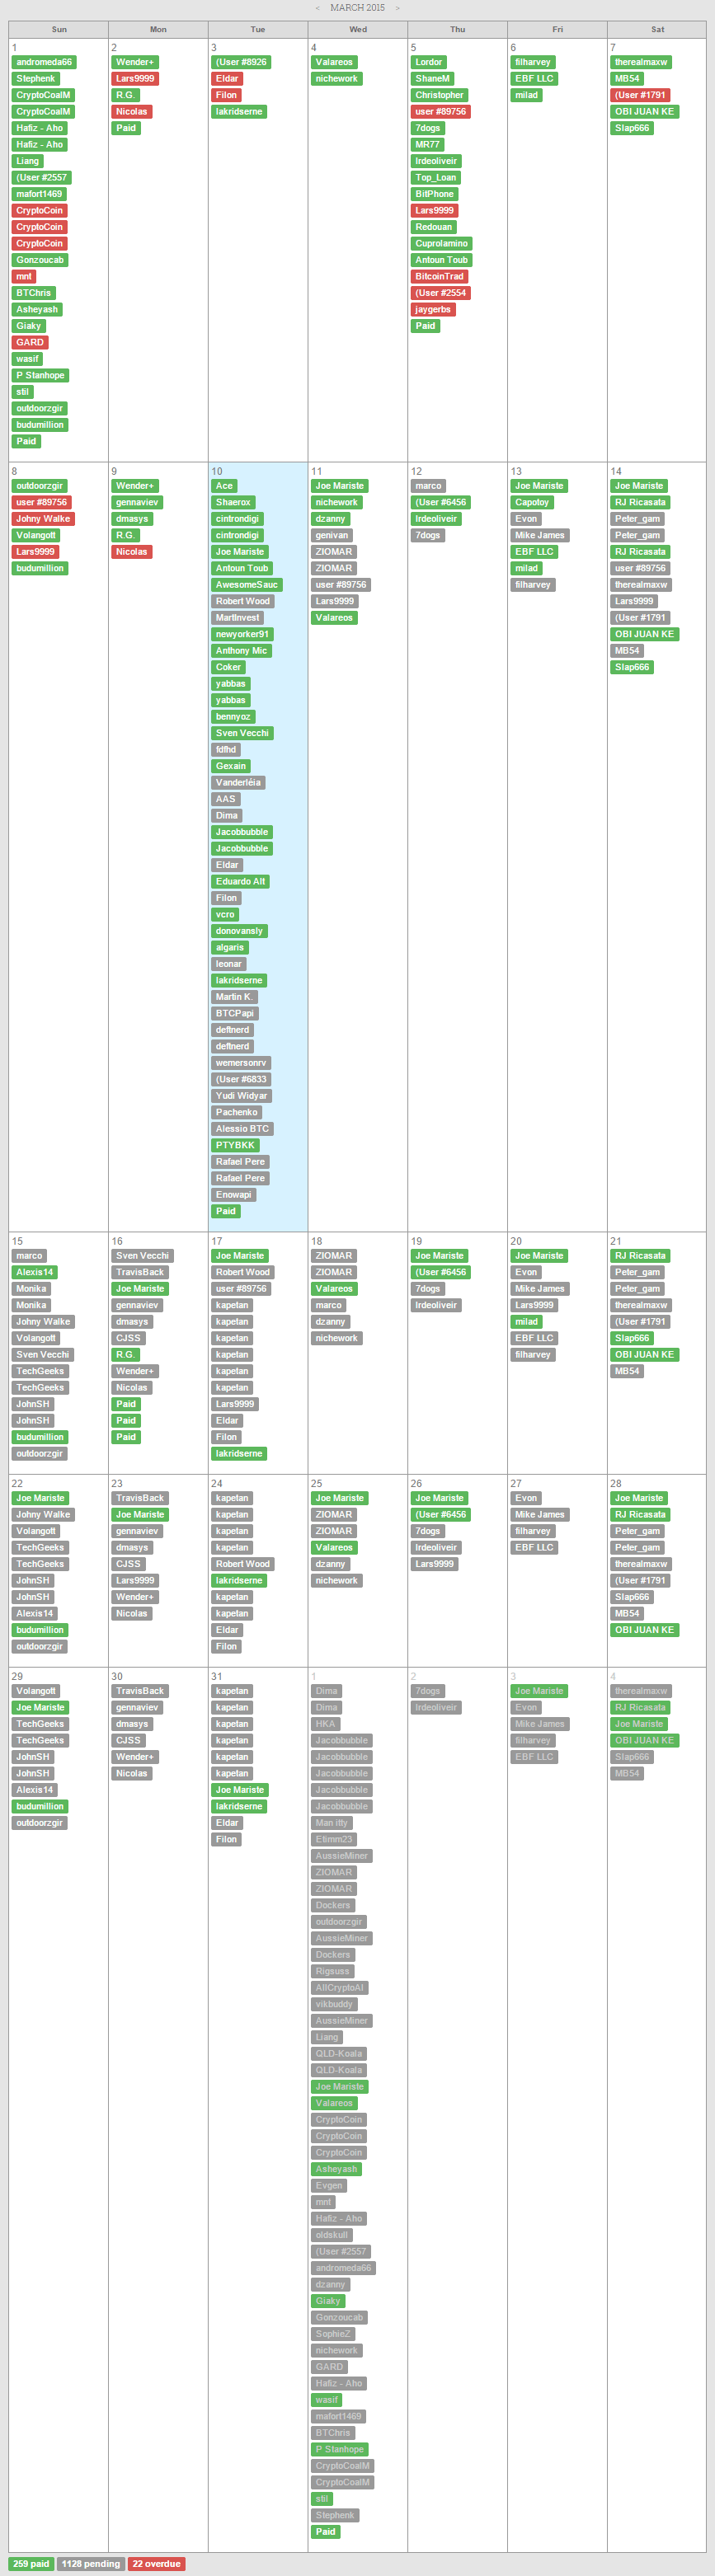 < MARCH 2015 >
Sun Mon Tue Wed Thu Fri Sat
1
andromeda66
Stephenk
CryptoCoalM
CryptoCoalM
Hafiz - Aho
Hafiz - Aho
Liang
(User #2557
mafort1469
CryptoCoin
CryptoCoin
CryptoCoin
Gonzoucab
mnt
BTChris
Asheyash
Giaky
GARD
wasif
P Stanhope
stil
outdoorzgir
budumillion
Paid
2
Wender+
Lars9999
R.G.
Nicolas
Paid
3
(User #8926
Eldar
Filon
lakridserne
4
Valareos
nichework
5
Lordor
ShaneM
Christopher
user #89756
7dogs
MR77
Irdeoliveir
Top_Loan
BitPhone
Lars9999
Redouan
Cuprolamino
Antoun Toub
BitcoinTrad
(User #2554
jaygerbs
Paid
6
filharvey
EBF LLC
milad
7
therealmaxw
MB54
(User #1791
OBI JUAN KE
Slap666
8
outdoorzgir
user #89756
Johny Walke
Volangott
Lars9999
budumillion
9
Wender+
gennaviev
dmasys
R.G.
Nicolas
10
Ace
Shaerox
cintrondigi
cintrondigi
Joe Mariste
Antoun Toub
AwesomeSauc
Robert Wood
MartInvest
newyorker91
Anthony Mic
Coker
yabbas
yabbas
bennyoz
Sven Vecchi
fdfhd
Gexain
Vanderléia
AAS
Dima
Jacobbubble
Jacobbubble
Eldar
Eduardo Alt
Filon
vcro
donovansly
algaris
leonar
lakridserne
Martin K.
BTCPapi
deftnerd
deftnerd
wemersonrv
(User #6833
Yudi Widyar
Pachenko
Alessio BTC
PTYBKK
Rafael Pere
Rafael Pere
Enowapi
Paid
11
Joe Mariste
nichework
dzanny
genivan
ZIOMAR
ZIOMAR
user #89756
Lars9999
Valareos
12
marco
(User #6456
Irdeoliveir
7dogs
13
Joe Mariste
Capotoy
Evon
Mike James
EBF LLC
milad
filharvey
14
Joe Mariste
RJ Ricasata
Peter_gam
Peter_gam
RJ Ricasata
user #89756
therealmaxw
Lars9999
(User #1791
OBI JUAN KE
MB54
Slap666
15
marco
Alexis14
Monika
Monika
Johny Walke
Volangott
Sven Vecchi
TechGeeks
TechGeeks
JohnSH
JohnSH
budumillion
outdoorzgir
16
Sven Vecchi
TravisBack
Joe Mariste
gennaviev
dmasys
CJSS
R.G.
Wender+
Nicolas
Paid
Paid
Paid
17
Joe Mariste
Robert Wood
user #89756
kapetan
kapetan
kapetan
kapetan
kapetan
kapetan
Lars9999
Eldar
Filon
lakridserne
18
ZIOMAR
ZIOMAR
Valareos
marco
dzanny
nichework
19
Joe Mariste
(User #6456
7dogs
Irdeoliveir
20
Joe Mariste
Evon
Mike James
Lars9999
milad
EBF LLC
filharvey
21
RJ Ricasata
Peter_gam
Peter_gam
therealmaxw
(User #1791
Slap666
OBI JUAN KE
MB54
22
Joe Mariste
Johny Walke
Volangott
TechGeeks
TechGeeks
JohnSH
JohnSH
Alexis14
budumillion
outdoorzgir
23
TravisBack
Joe Mariste
gennaviev
dmasys
CJSS
Lars9999
Wender+
Nicolas
24
kapetan
kapetan
kapetan
kapetan
Robert Wood
lakridserne
kapetan
kapetan
Eldar
Filon
25
Joe Mariste
ZIOMAR
ZIOMAR
Valareos
dzanny
nichework
26
Joe Mariste
(User #6456
7dogs
Irdeoliveir
Lars9999
27
Evon
Mike James
filharvey
EBF LLC
28
Joe Mariste
RJ Ricasata
Peter_gam
Peter_gam
therealmaxw
(User #1791
Slap666
MB54
OBI JUAN KE
29
Volangott
Joe Mariste
TechGeeks
TechGeeks
JohnSH
JohnSH
Alexis14
budumillion
outdoorzgir
30
TravisBack
gennaviev
dmasys
CJSS
Wender+
Nicolas
31
kapetan
kapetan
kapetan
kapetan
kapetan
kapetan
Joe Mariste
lakridserne
Eldar
Filon
1
Dima
Dima
HKA
Jacobbubble
Jacobbubble
Jacobbubble
Jacobbubble
Jacobbubble
Man itty
Etimm23
AussieMiner
ZIOMAR
ZIOMAR
Dockers
outdoorzgir
AussieMiner
Dockers
Rigsuss
AllCryptoAl
vikbuddy
AussieMiner
Liang
QLD-Koala
QLD-Koala
Joe Mariste
Valareos
CryptoCoin
CryptoCoin
CryptoCoin
Asheyash
Evgen
mnt
Hafiz - Aho
oldskull
(User #2557
andromeda66
dzanny
Giaky
Gonzoucab
SophieZ
nichework
GARD
Hafiz - Aho
wasif
mafort1469
BTChris
P Stanhope
CryptoCoalM
CryptoCoalM
stil
Stephenk
Paid
2
7dogs
Irdeoliveir
3
Joe Mariste
Evon
Mike James
filharvey
EBF LLC
4
therealmaxw
RJ Ricasata
Joe Mariste
OBI JUAN KE
Slap666
MB54
259 paid 1128 pending 22 overdue